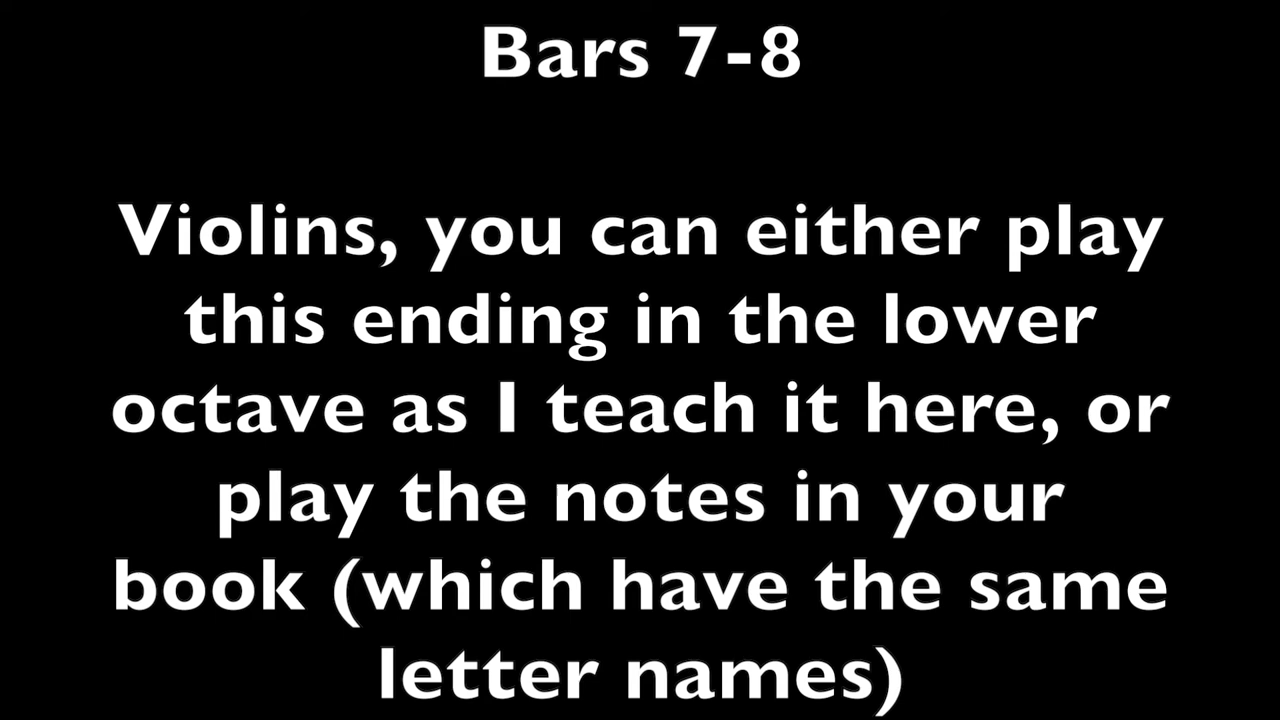 Bars 7-8
Violins, you can either play
this ending in the lower
octave as I teach it here, or
play the notes in your
book (which have the same
letter names)